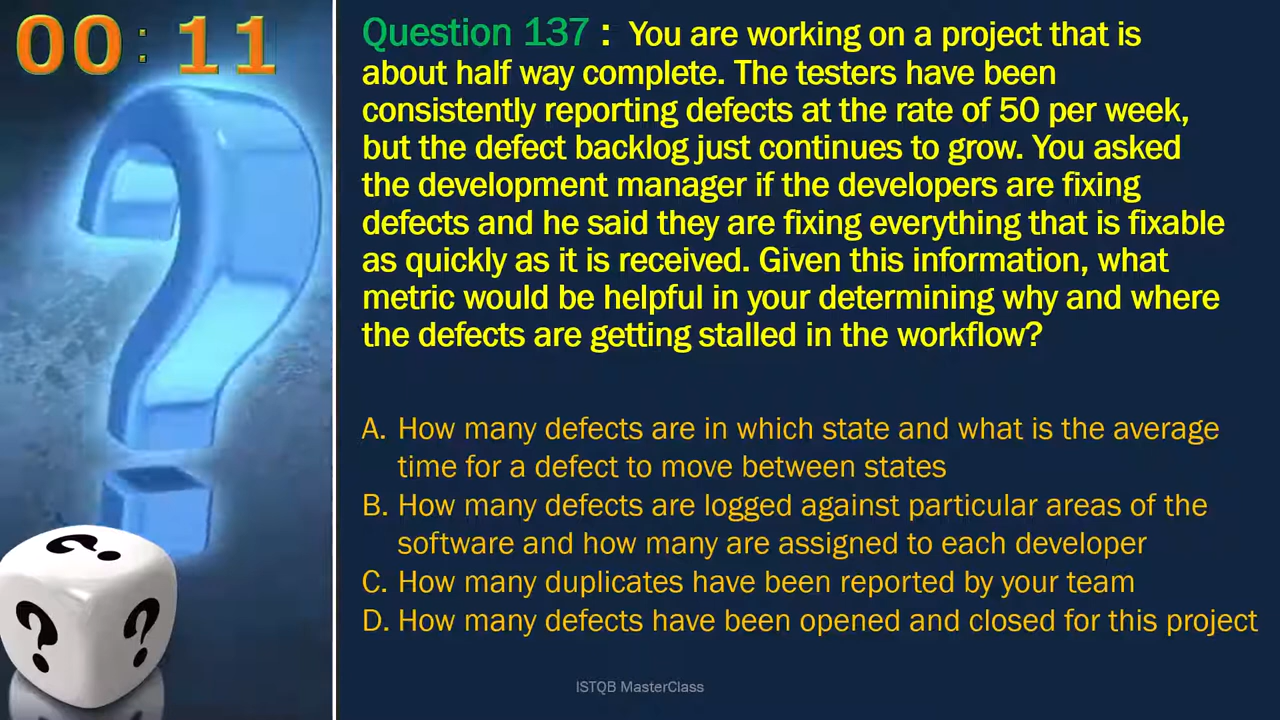 00:11
Question 137 : You are working on a project that is
about half way complete. The testers have been
consistently reporting defects at the rate of 50 per week,
but the defect backlog just continues to grow. You asked
the development manager if the developers are fixing
defects and he said they are fixing everything that is fixable
as quickly as it is received. Given this information, what
metric would be helpful in your determining why and where
the defects are getting stalled in the workflow?
A. How many defects are in which state and what is the average
time for a defect to move between states
B. How many defects are logged against particular areas of the
software and how many are assigned to each developer
C. How many duplicates have been reported by your team
D. How many defects have been opened and closed for this project
ISTQB MasterClass